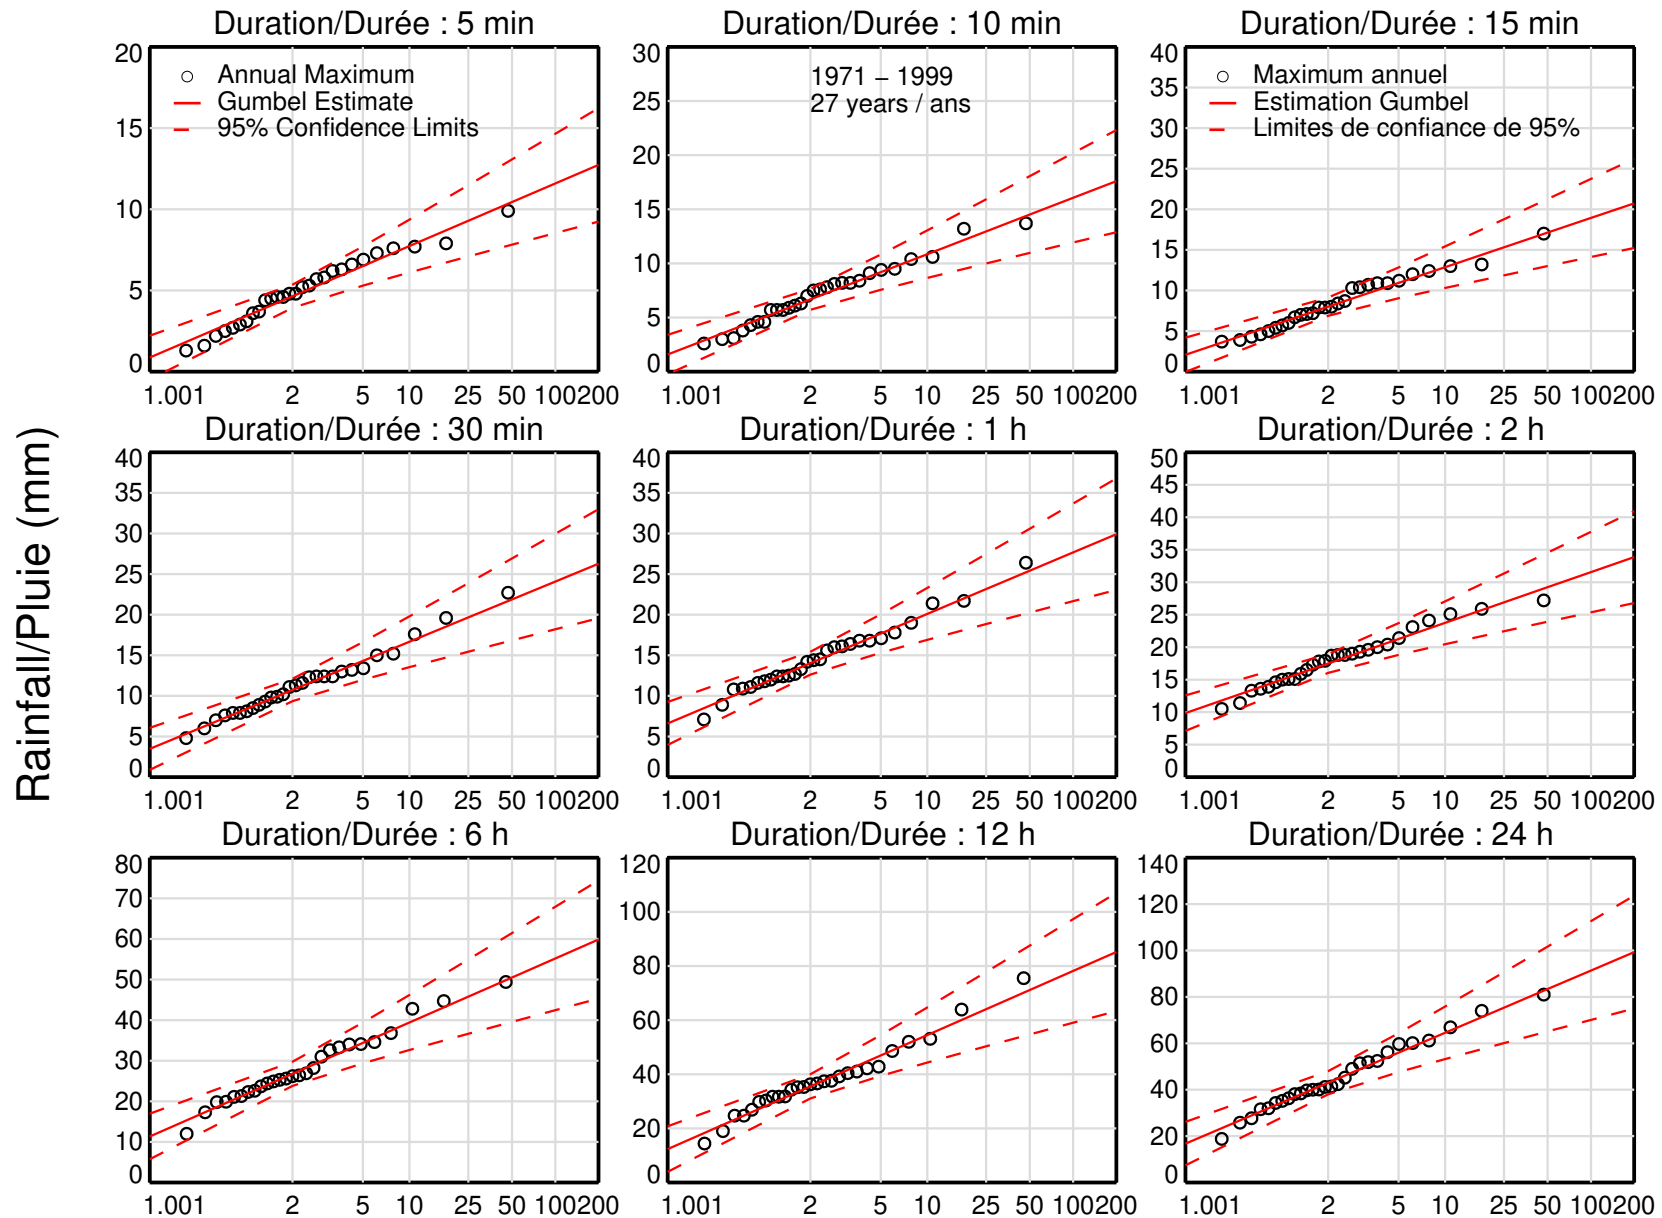 Rainfall/Pluie (mm)
Duration/Durée : 5 min
20
15
10
5
0
Annual Maximum
Gumbel Estimate
95% Confidence Limits
1.001 2 5 10 25 50 100200
Duration/Durée : 10 min
30
25
20
15
10
5
0
1971 – 1999
27 years / ans
1.001 2 5 10 25 50 100200
Duration/Durée : 15 min
40
35
30
25
20
15
10
5
0
Maximum annuel
Estimation Gumbel
Limites de confiance de 95%
1.001 2 5 10 25 50 100200
Duration/Durée : 30 min
40
35
30
25
20
15
10
5
0
1.001 2 5 10 25 50 100200
Duration/Durée : 1 h
40
35
30
25
20
15
10
5
0
1.001 2 5 10 25 50 100200
Duration/Durée : 2 h
50
45
40
35
30
25
20
15
10
5
0
1.001 2 5 10 25 50 100200
Duration/Durée : 6 h
80
70
60
50
40
30
20
10
0
1.001 2 5 10 25 50 100200
Duration/Durée : 12 h
120
100
80
60
40
20
0
1.001 2 5 10 25 50 100200
Duration/Durée : 24 h
140
120
100
80
60
40
20
0
1.001 2 5 10 25 50 100200